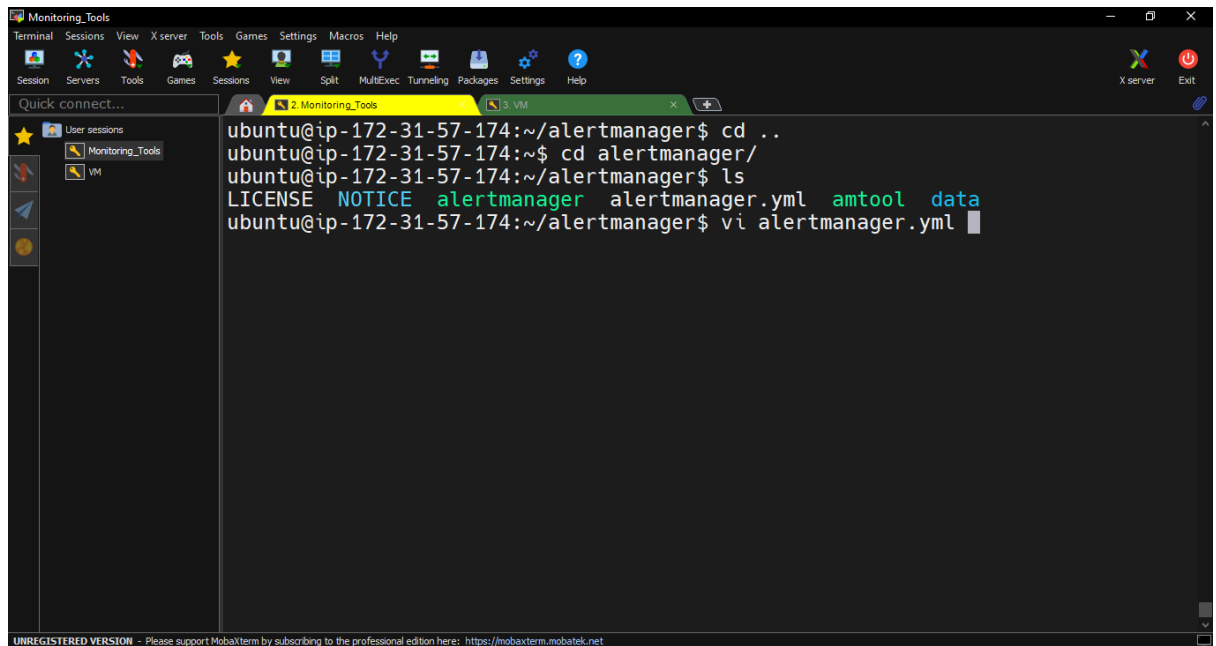 Monitoring_Tools
Terminal Sessions View X server Tools Games Settings Macros Help
Session Servers Tools Games Sessions View Split MultiExec Tunneling Packages Settings Help X server Exit
Quick connect...
2. Monitoring_Tools
3. VM
User sessions
Monitoring_Tools
VM
ubuntu@ip-172-31-57-174:~/alertmanager$ cd ..
ubuntu@ip-172-31-57-174:~$ cd alertmanager/
ubuntu@ip-172-31-57-174:~/alertmanager$ ls
LICENSE NOTICE alertmanager alertmanager.yml amtool data
ubuntu@ip-172-31-57-174:~/alertmanager$ vi alertmanager.yml
UNREGISTERED VERSION - Please support MobaXterm by subscribing to the professional edition here: https://mobaxterm.mobatek.net